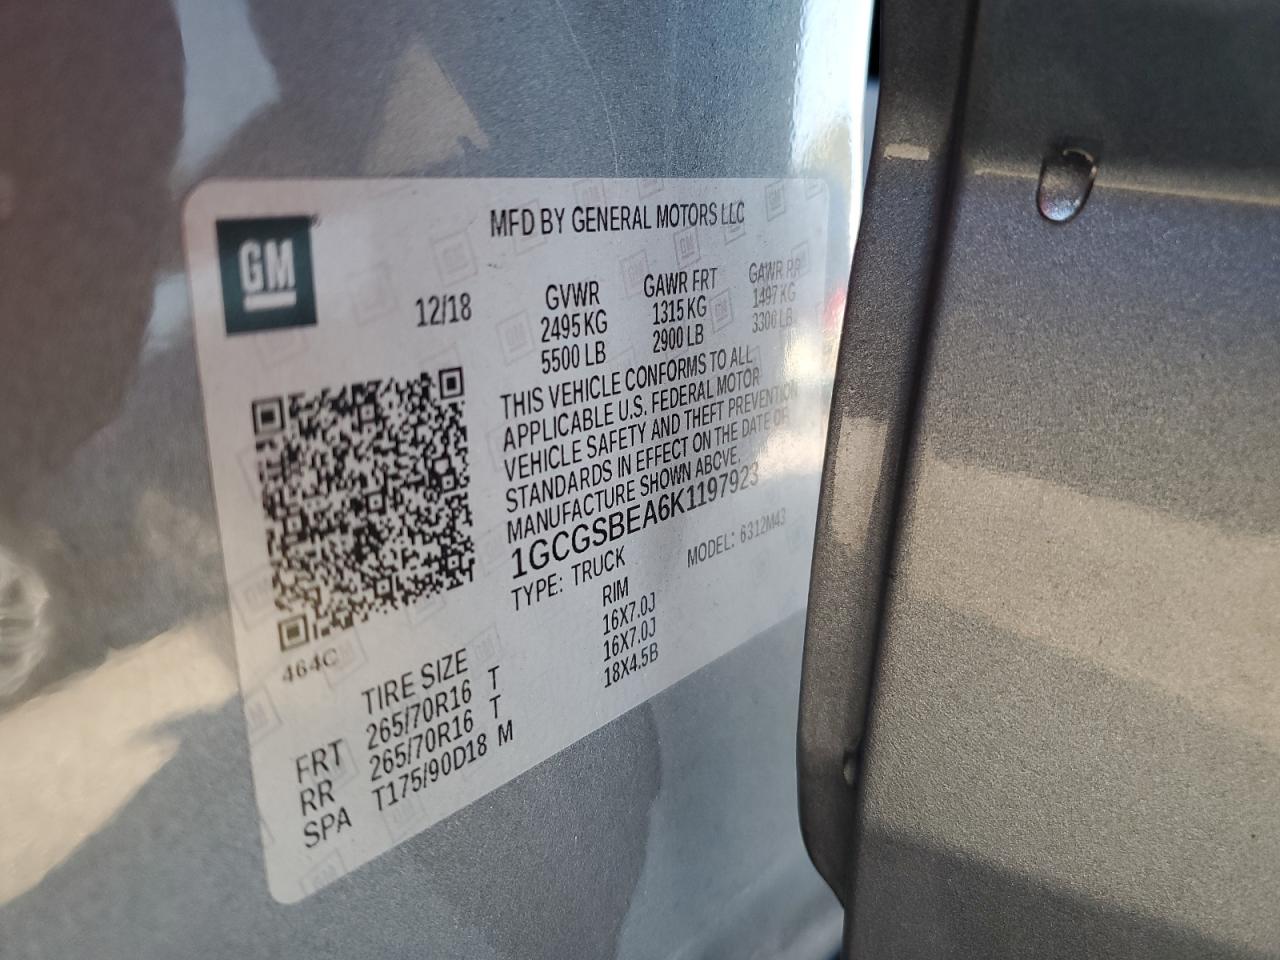 GM
MFD BY GENERAL MOTORS LLC
12/18
GVWR GAWR FRT GAWR RR
2495 KG 1315 KG 1497 KG
5500 LB 2900 LB 3300 LB
THIS VEHICLE CONFORMS TO ALL
APPLICABLE U.S. FEDERAL MOTOR
VEHICLE SAFETY AND THEFT PREVENTION
STANDARDS IN EFFECT ON THE DATE OF
MANUFACTURE SHOWN ABOVE.
1GCGSBEA6K1197923
TYPE: TRUCK MODEL: 6312M43
464C
TIRE SIZE RIM
FRT 265/70R16 T 16X7.0J
RR 265/70R16 T 16X7.0J
SPA T175/90D18 M 18X4.5B